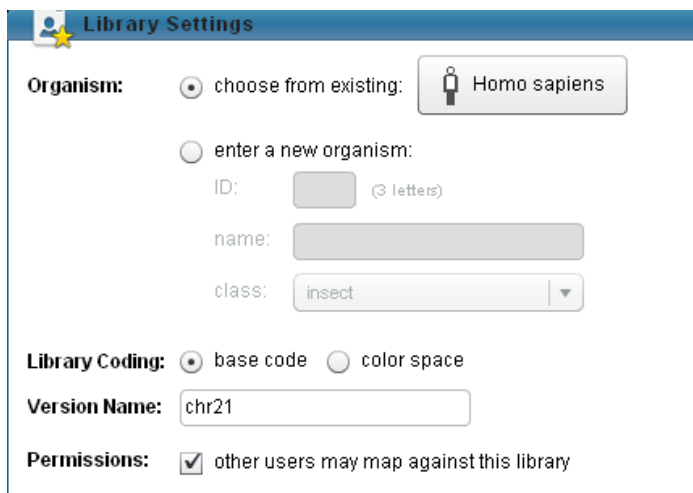 Library Settings
Organism: choose from existing: Homo sapiens
enter a new organism:
ID: (3 letters)
name:
class: insect
Library Coding: base code color space
Version Name: chr21
Permissions: other users may map against this library